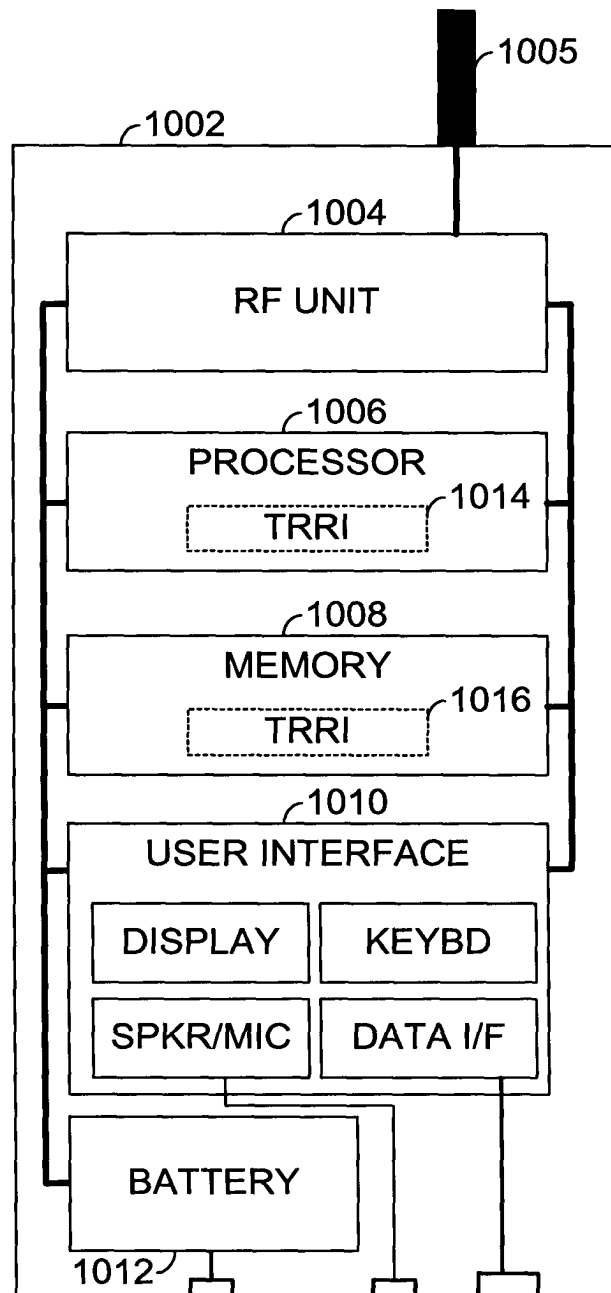 1005
1002
1004
RF UNIT
1006
PROCESSOR
1014
TRRI
1008
MEMORY
1016
TRRI
1010
USER INTERFACE
DISPLAY
KEYBD
SPKR/MIC
DATA I/F
BATTERY
1012